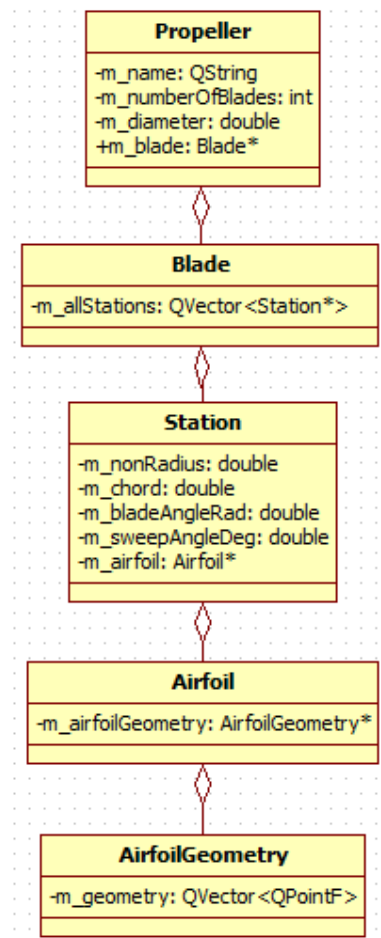 Propeller
-m_name: QString
-m_numberOfBlades: int
-m_diameter: double
+m_blade: Blade*
Blade
-m_allStations: QVector<Station*>
Station
-m_nonRadius: double
-m_chord: double
-m_bladeAngleRad: double
-m_sweepAngleDeg: double
-m_airfoil: Airfoil*
Airfoil
-m_airfoilGeometry: AirfoilGeometry*
AirfoilGeometry
-m_geometry: QVector<QPointF>